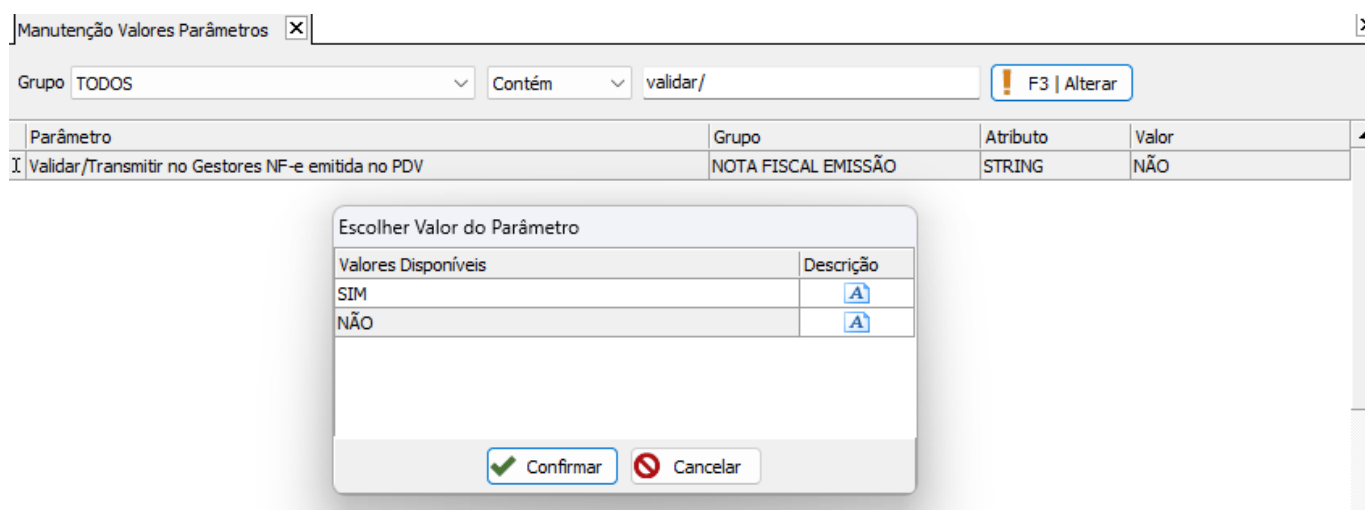 Manutenção Valores Parâmetros
Grupo TODOS Contém validar/ F3 | Alterar
Parâmetro Grupo Atributo Valor
Validar/Transmitir no Gestores NF-e emitida no PDV NOTA FISCAL EMISSÃO STRING NÃO
Escolher Valor do Parâmetro
Valores Disponíveis Descrição
SIM A
NÃO A
Confirmar Cancelar